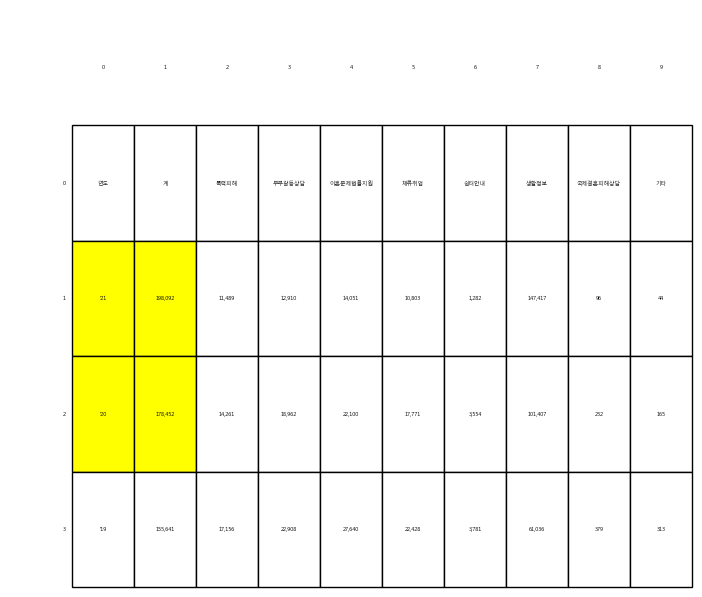 0 1 2 3 4 5 6 7 8 9
0 연도 계 폭력피해 부부갈등상담 이혼문제법률지원 체류취업 쉼터안내 생활정보 국제결혼피해상담 기타
1 '21 198,092 11,489 12,910 14,051 10,803 1,282 147,417 96 44
2 '20 178,452 14,261 18,962 22,100 17,771 3,554 101,407 232 165
3 '19 155,641 17,156 22,908 27,640 22,428 3,781 61,036 379 313